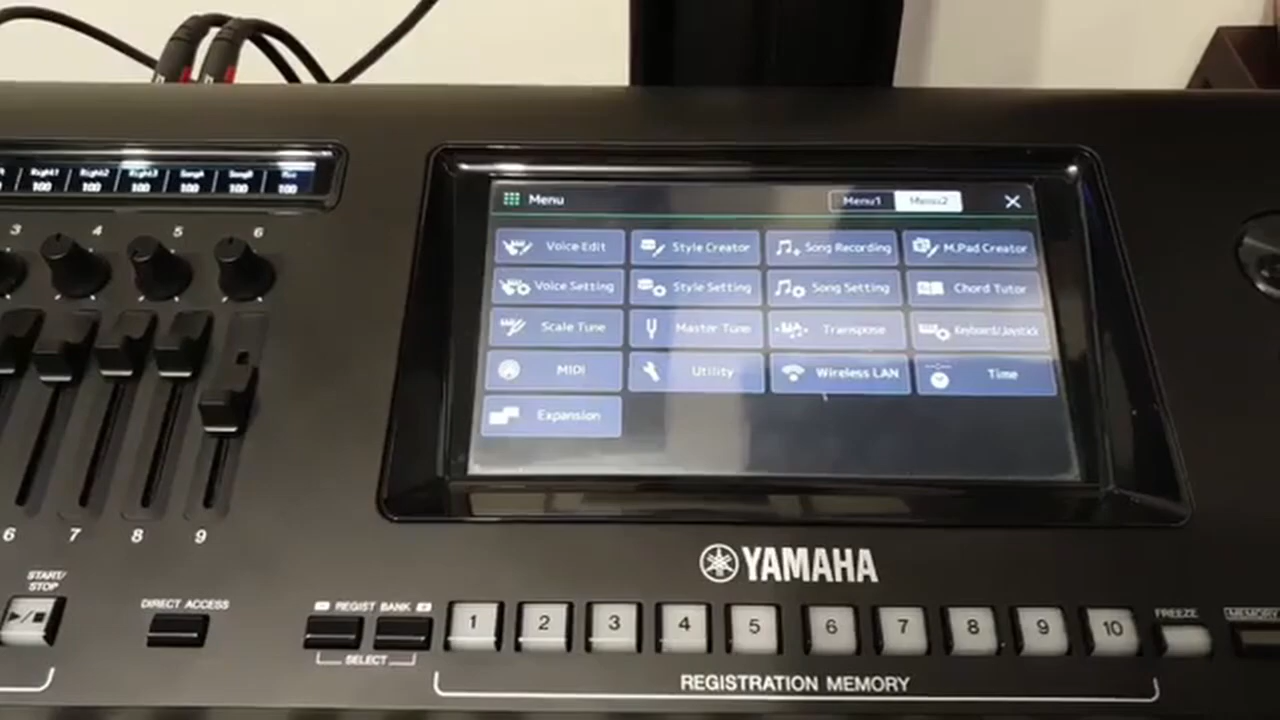 Menu Menu1 Menu2
Right1 Right2 Right3 SongA SongB Mic
100 100 100 100 100 100
Voice Edit Style Creator Song Recording M.Pad Creator
3 4 5 6
Voice Setting Style Setting Song Setting Chord Tutor
Scale Tune Master Tune Transpose Keyboard/Joystick
MIDI Utility Wireless LAN Time
Expansion
6 7 8 9
YAMAHA
START/
STOP
DIRECT ACCESS
REGIST BANK
1 2 3 4 5 6 7 8 9 10
FREEZE
MEMORY
SELECT
REGISTRATION MEMORY